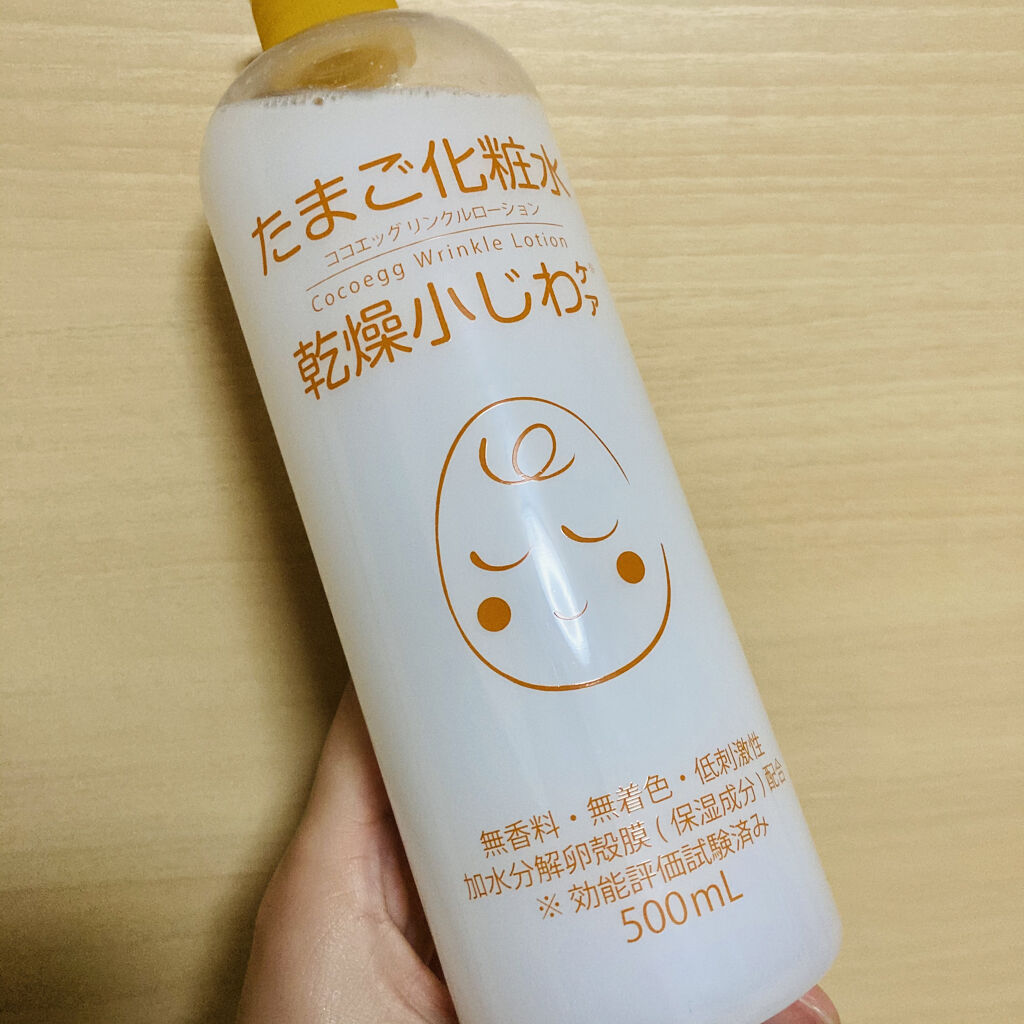 たまご化粧水
ココエッグ リンクルローション
Cocoegg Wrinkle Lotion
乾燥小じわケア※
無香料・無着色・低刺激性
加水分解卵殻膜(保湿成分)配合
※ 効能評価試験済み
500mL